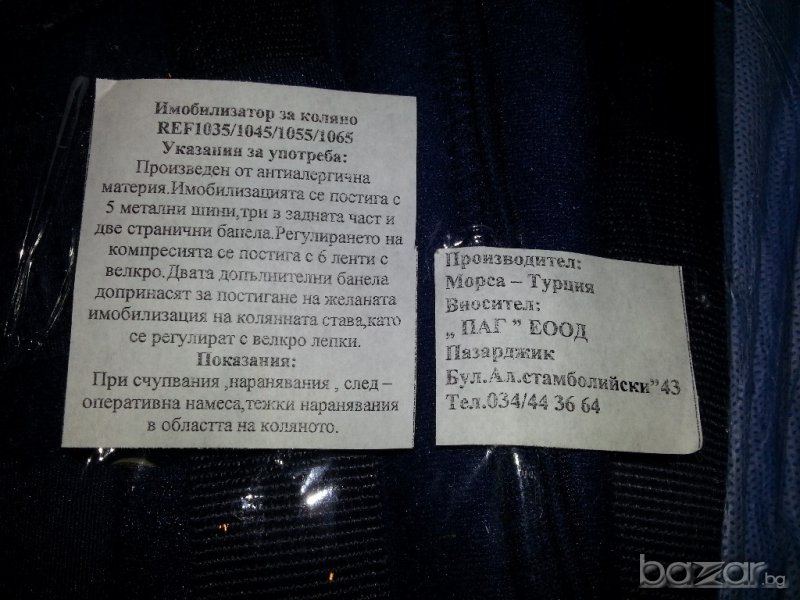 Имобилизатор за коляно
REF1035/1045/1055/1065
Указания за употреба:
Произведен от антиалергична
материя.Имобилизацията се постига с
5 метални шини,три в задната част и
две странични банела.Регулирането на
компресията се постига с 6 ленти с
велкро.Двата допълнителни банела
допринасят за постигане на желаната
имобилизация на колянната става,като
се регулират с велкро лепки.
Показания:
При счупвания ,наранявания , след –
оперативна намеса,тежки наранявания
в областта на коляното.
Производител:
Морса – Турция
Вносител:
„ ПАГ ” ЕООД
Пазарджик
Бул.Ал.стамболийски”43
Тел.034/44 36 64
bazar.bg